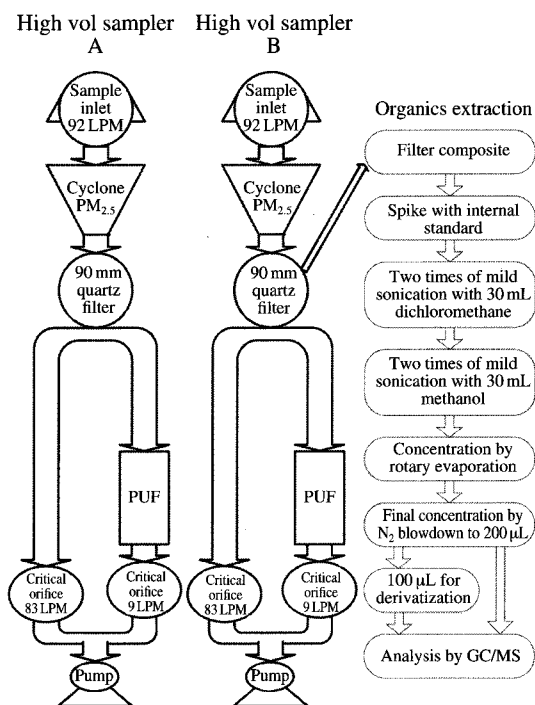 High vol sampler
A
Sample
inlet
92 LPM
Cyclone
PM2.5
90 mm
quartz
filter
PUF
Critical
orifice
83 LPM
Critical
orifice
9 LPM
Pump
High vol sampler
B
Sample
inlet
92 LPM
Cyclone
PM2.5
90 mm
quartz
filter
PUF
Critical
orifice
83 LPM
Critical
orifice
9 LPM
Pump
Organics extraction
Filter composite
Spike with internal
standard
Two times of mild
sonication with 30 mL
dichloromethane
Two times of mild
sonication with 30 mL
methanol
Concentration by
rotary evaporation
Final concentration by
N2 blowdown to 200 μL
100 μL for
derivatization
Analysis by GC/MS